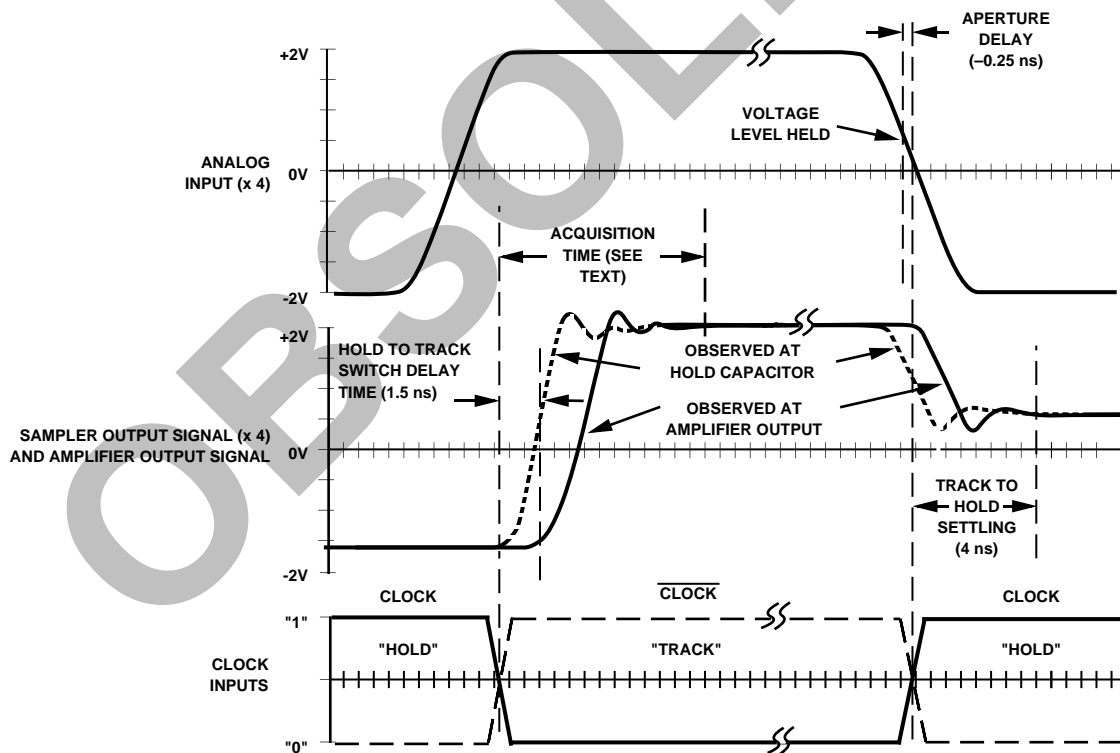 OBSOL
APERTURE
DELAY
(–0.25 ns)
+2V
VOLTAGE
LEVEL HELD
ANALOG
INPUT (x 4)
0V
ACQUISITION
TIME (SEE
TEXT)
-2V
+2V
HOLD TO TRACK
SWITCH DELAY
TIME (1.5 ns)
OBSERVED AT
HOLD CAPACITOR
OBSERVED AT
AMPLIFIER OUTPUT
SAMPLER OUTPUT SIGNAL (x 4)
AND AMPLIFIER OUTPUT SIGNAL
0V
TRACK TO
HOLD
SETTLING
(4 ns)
-2V
CLOCK
CLOCK
CLOCK
"1"
"HOLD"
"TRACK"
"HOLD"
CLOCK
INPUTS
"0"